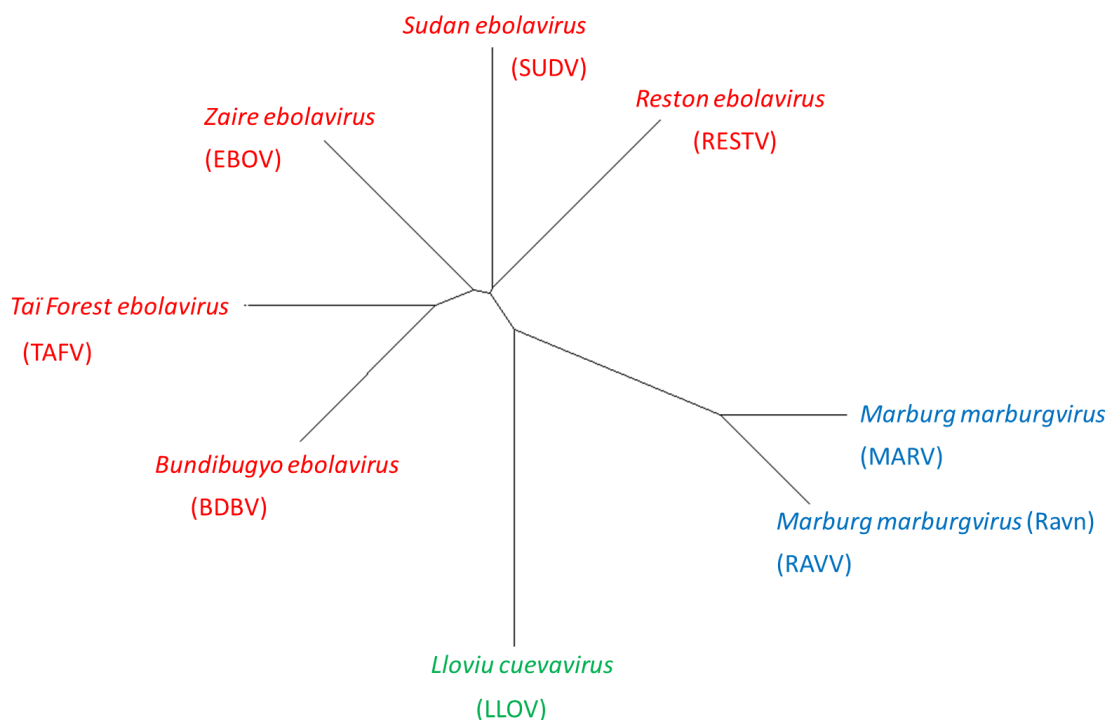 Sudan ebolavirus
(SUDV)
Reston ebolavirus
(RESTV)
Zaire ebolavirus
(EBOV)
Taï Forest ebolavirus
(TAFV)
Marburg marburgvirus
(MARV)
Bundibugyo ebolavirus
(BDBV)
Marburg marburgvirus (Ravn)
(RAVV)
Lloviu cuevavirus
(LLOV)